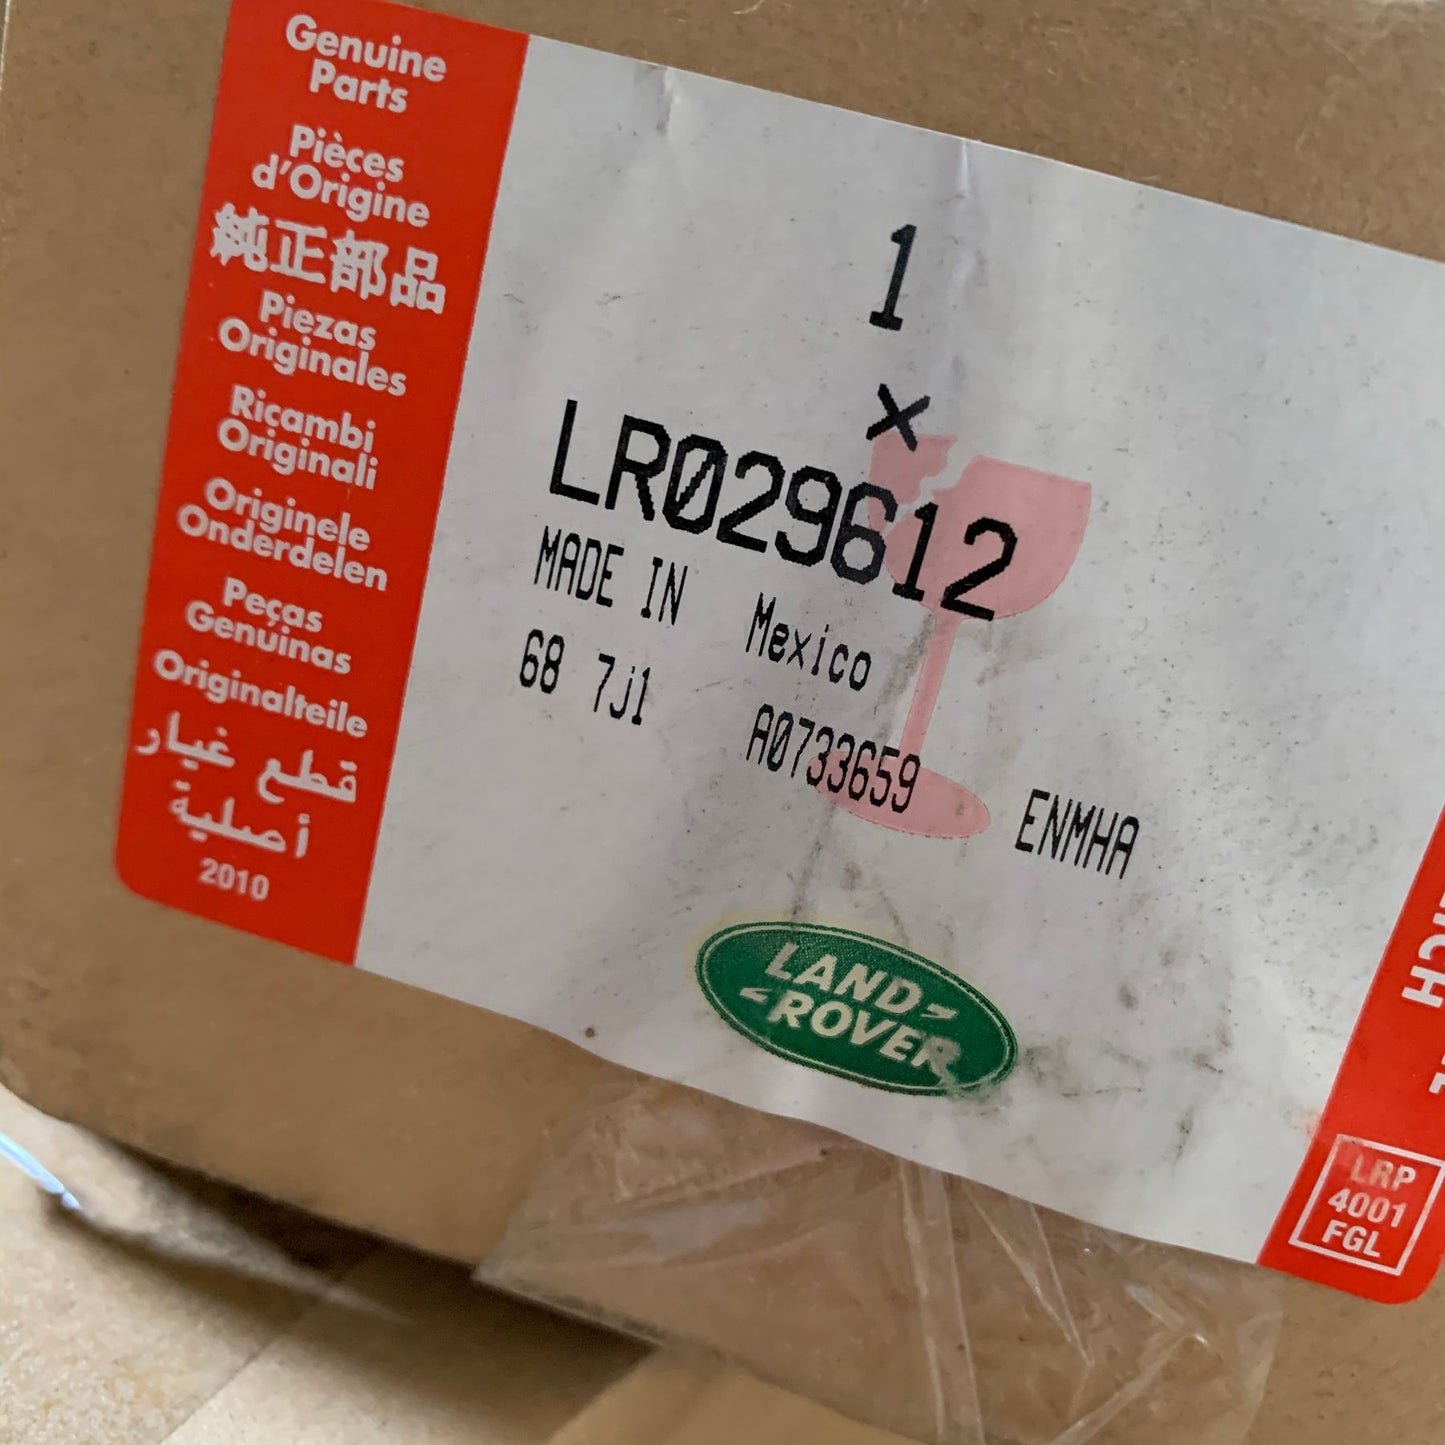 Genuine
Parts
Pièces
d'Origine
純正部品
Piezas
Originales
Ricambi
Originali
Originele
Onderdelen
Peças
Genuinas
Originalteile
قطع غيار
أصلية
2010
1
x
LR029612
MADE IN Mexico
68 7J1 A0733659 ENMHA
LAND
ROVER
LRP
4001
FGL